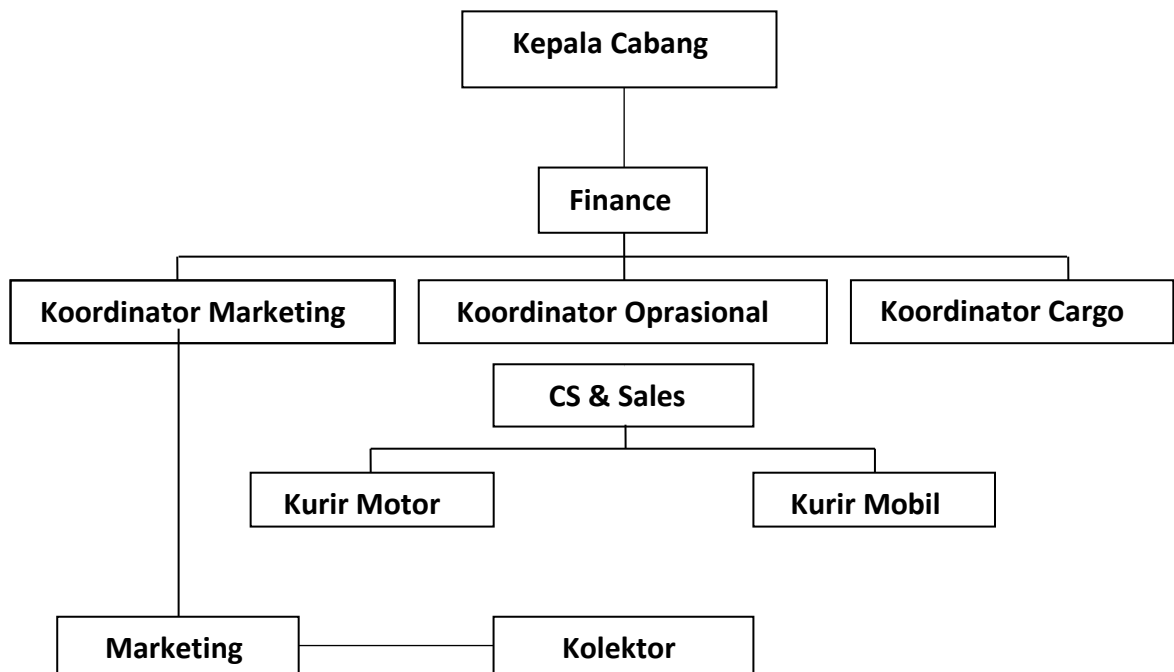 Kepala Cabang
Finance
Koordinator Marketing
Koordinator Oprasional
Koordinator Cargo
CS & Sales
Kurir Motor
Kurir Mobil
Marketing
Kolektor